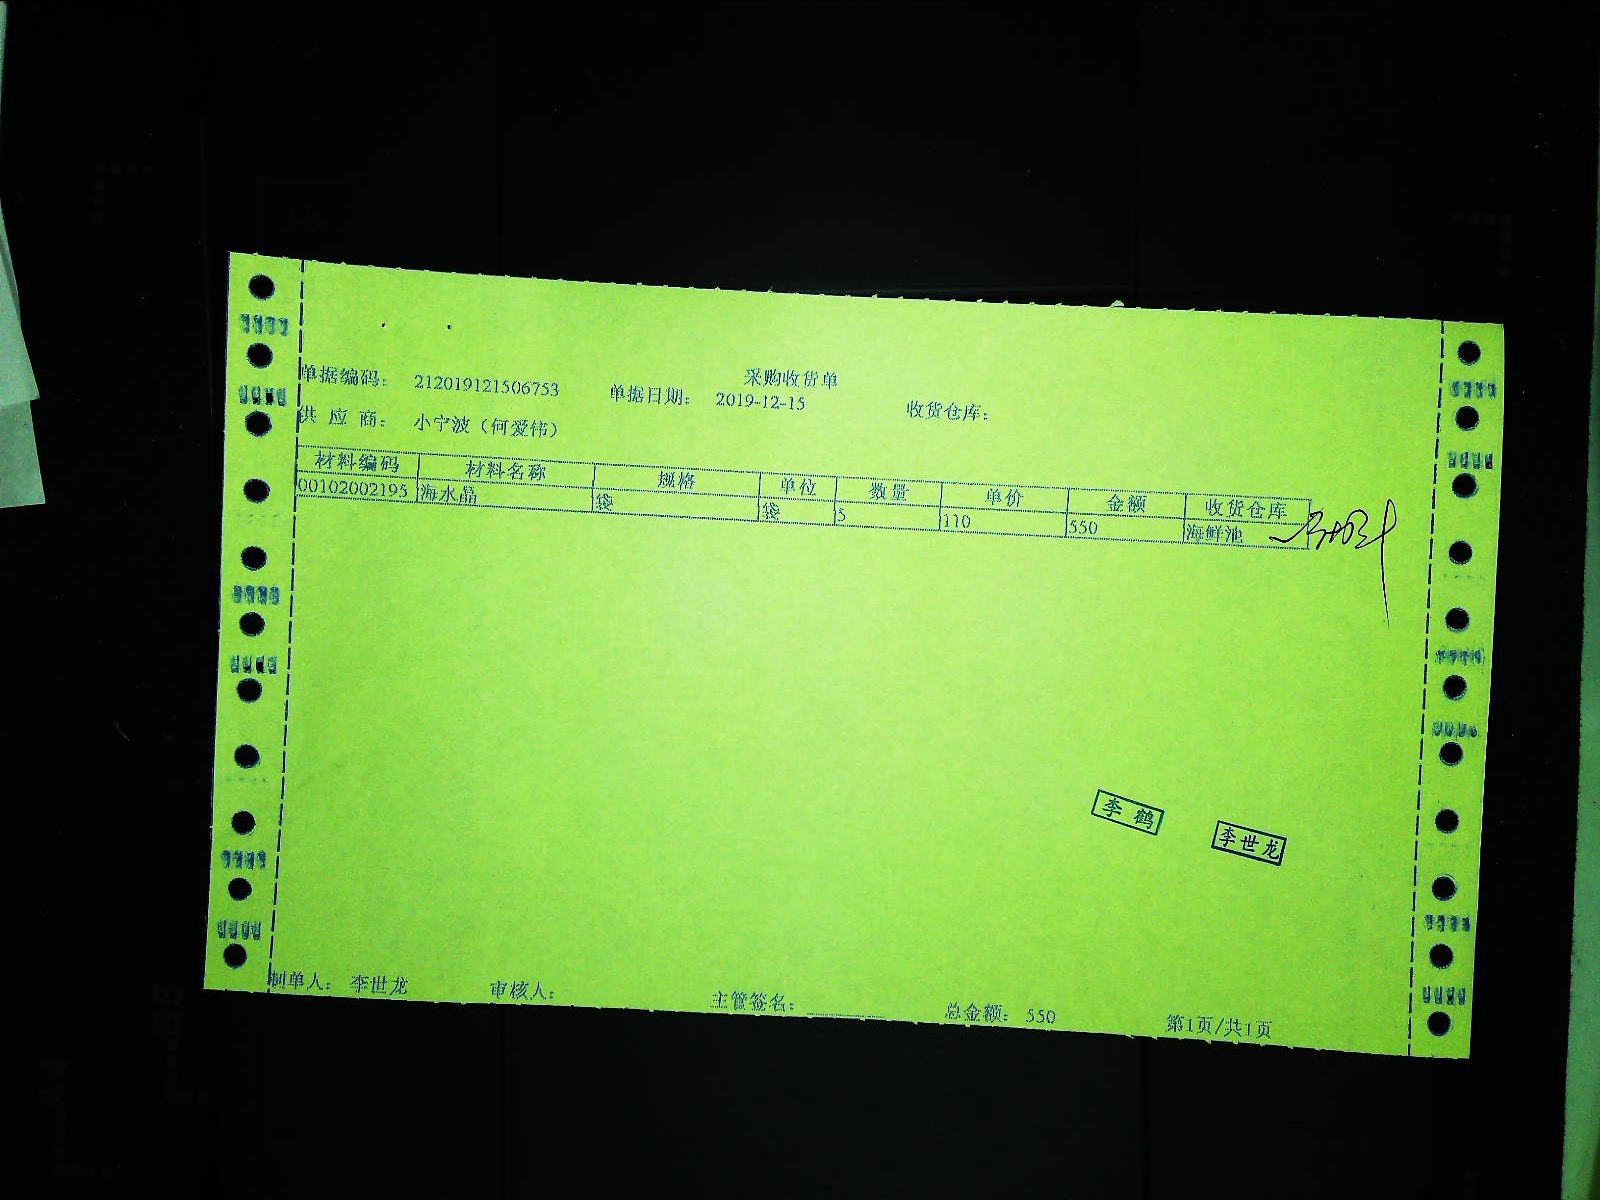 采购收货单
单据编码： 212019121506753 单据日期： 2019-12-15 收货仓库：
供 应 商： 小宁波（何爱伟）
材料编码 材料名称 规格 单位 数量 单价 金额 收货仓库
00102002195 海水晶 袋 袋 5 110 550 海鲜池
李 鹤
李世龙
制单人： 李世龙 审核人： 主管签名： 总金额： 550 第1页/共1页